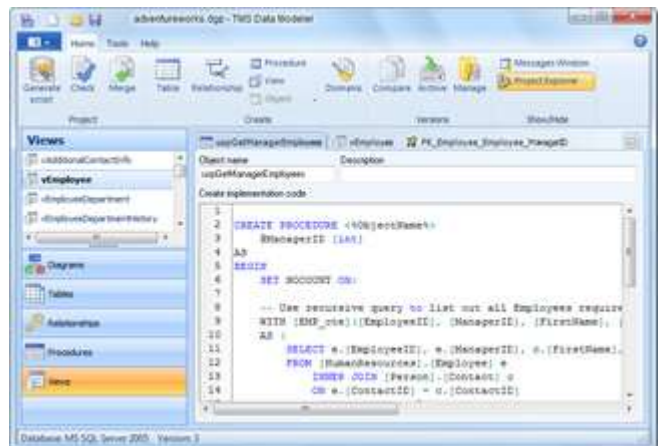 adventureworks.dgp - TMS Data Modeler
Home Tools Help
Generate script
Check
Merge
Table
Relationship
Procedure
View
Object
Domains
Compare
Archive
Manage
Messages Window
Project Explorer
Project
Create
Versions
Show/Hide
Views
vAdditionalContactInfo
vEmployee
vEmployeeDepartment
vEmployeeDepartmentHistory
Diagrams
Tables
Relationships
Procedures
Views
uspGetManagerEmployees
vEmployee
FK_Employee_Employee_ManagerID
Object name
Description
uspGetManagerEmployees
Create implementation code
1
2 CREATE PROCEDURE <%ObjectName%>
3 @ManagerID [int]
4 AS
5 BEGIN
6 SET NOCOUNT ON;
7
8 -- Use recursive query to list out all Employees require
9 WITH [EMP_cte]([EmployeeID], [ManagerID], [FirstName], [
10 AS (
11 SELECT e.[EmployeeID], e.[ManagerID], c.[FirstName],
12 FROM [HumanResources].[Employee] e
13 INNER JOIN [Person].[Contact] c
14 ON e.[ContactID] = c.[ContactID]
Database: MS SQL Server 2005 Version: 3